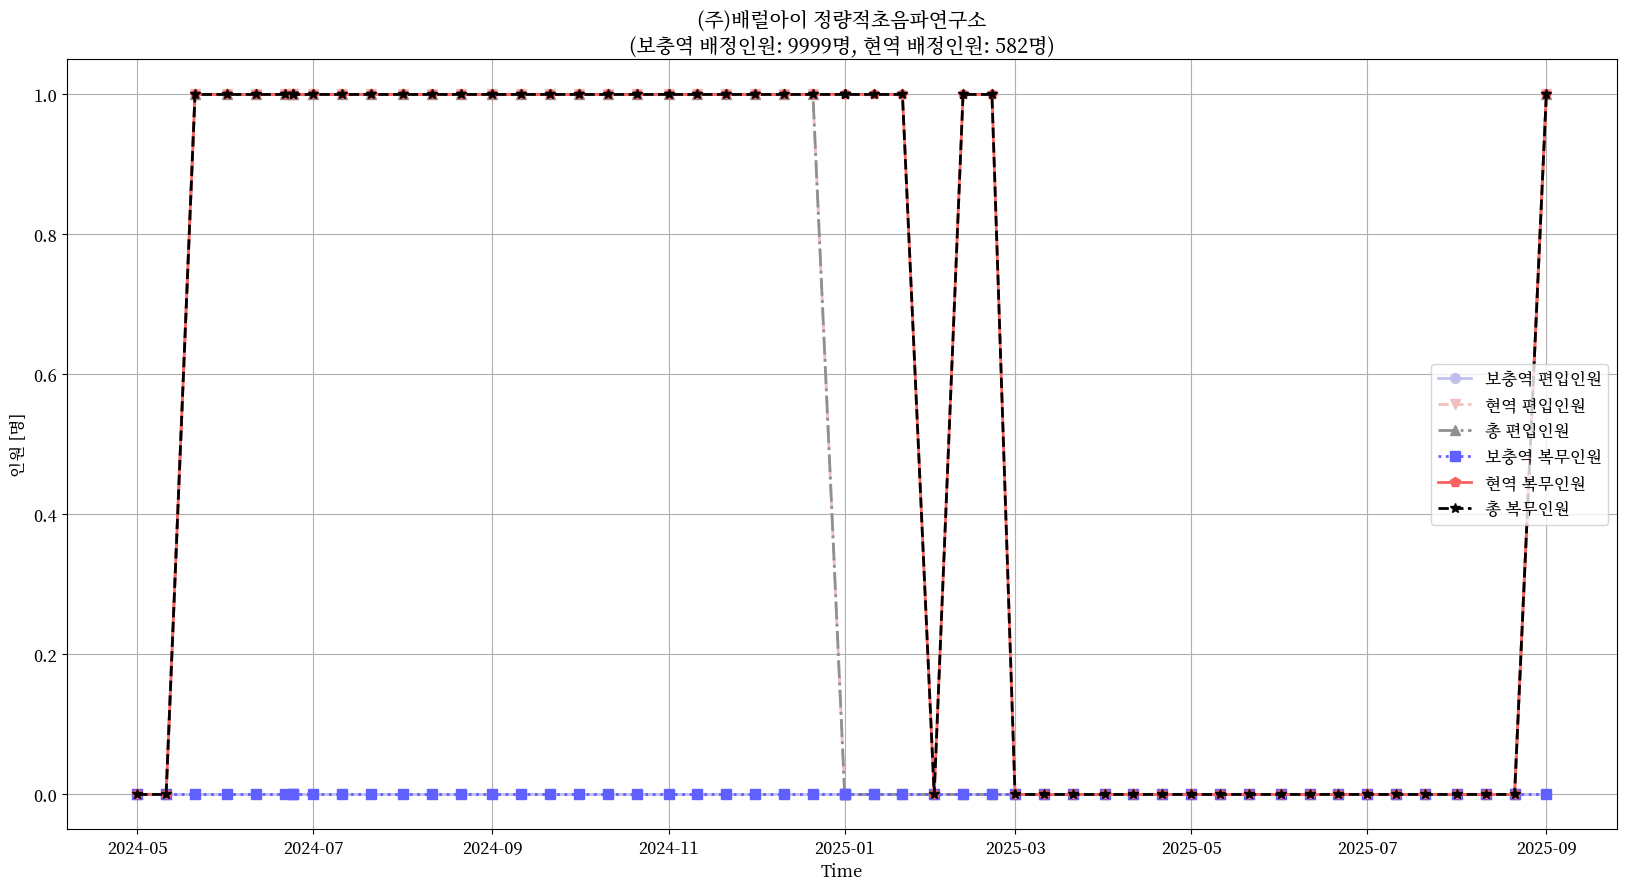 (주)배럴아이 정량적초음파연구소
(보충역 배정인원: 9999명, 현역 배정인원: 582명)
인원 [명]
1.0
0.8
0.6
0.4
0.2
0.0
보충역 편입인원
현역 편입인원
총 편입인원
보충역 복무인원
현역 복무인원
총 복무인원
2024-05
2024-07
2024-09
2024-11
2025-01
2025-03
2025-05
2025-07
2025-09
Time